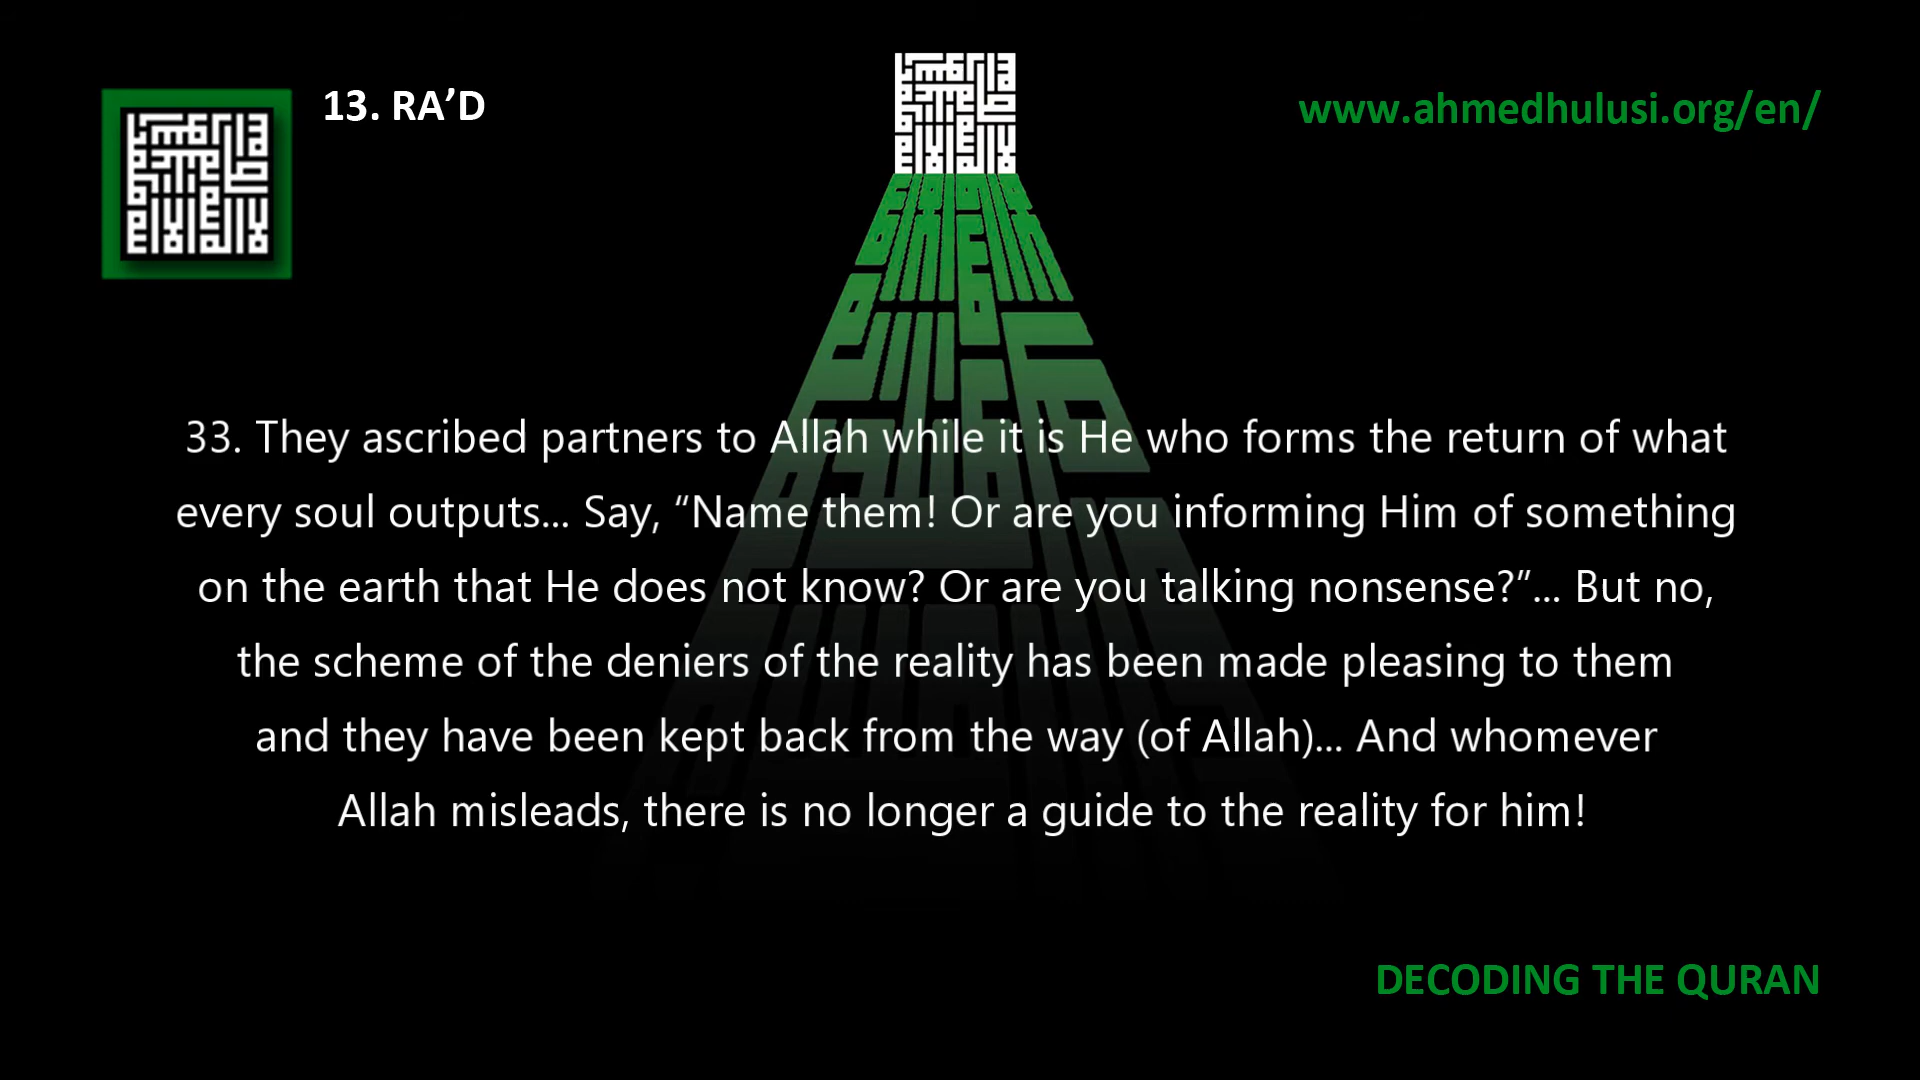 13. RA’D
www.ahmedhulusi.org/en/
33. They ascribed partners to Allah while it is He who forms the return of what
every soul outputs... Say, “Name them! Or are you informing Him of something
on the earth that He does not know? Or are you talking nonsense?”... But no,
the scheme of the deniers of the reality has been made pleasing to them
and they have been kept back from the way (of Allah)... And whomever
Allah misleads, there is no longer a guide to the reality for him!
DECODING THE QURAN